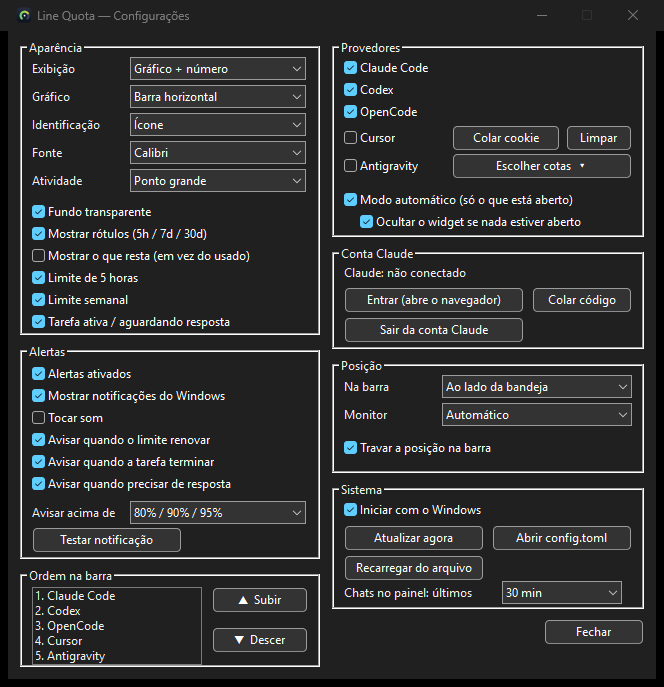 Line Quota — Configurações
Aparência
Exibição Gráfico + número
Gráfico Barra horizontal
Identificação Ícone
Fonte Calibri
Atividade Ponto grande
Fundo transparente
Mostrar rótulos (5h / 7d / 30d)
Mostrar o que resta (em vez do usado)
Limite de 5 horas
Limite semanal
Tarefa ativa / aguardando resposta
Alertas
Alertas ativados
Mostrar notificações do Windows
Tocar som
Avisar quando o limite renovar
Avisar quando a tarefa terminar
Avisar quando precisar de resposta
Avisar acima de 80% / 90% / 95%
Testar notificação
Ordem na barra
1. Claude Code
2. Codex
3. OpenCode
4. Cursor
5. Antigravity
▲ Subir
▼ Descer
Provedores
Claude Code
Codex
OpenCode
Cursor Colar cookie Limpar
Antigravity Escolher cotas ▼
Modo automático (só o que está aberto)
Ocultar o widget se nada estiver aberto
Conta Claude
Claude: não conectado
Entrar (abre o navegador) Colar código
Sair da conta Claude
Posição
Na barra Ao lado da bandeja
Monitor Automático
Travar a posição na barra
Sistema
Iniciar com o Windows
Atualizar agora Abrir config.toml
Recarregar do arquivo
Chats no painel: últimos 30 min
Fechar